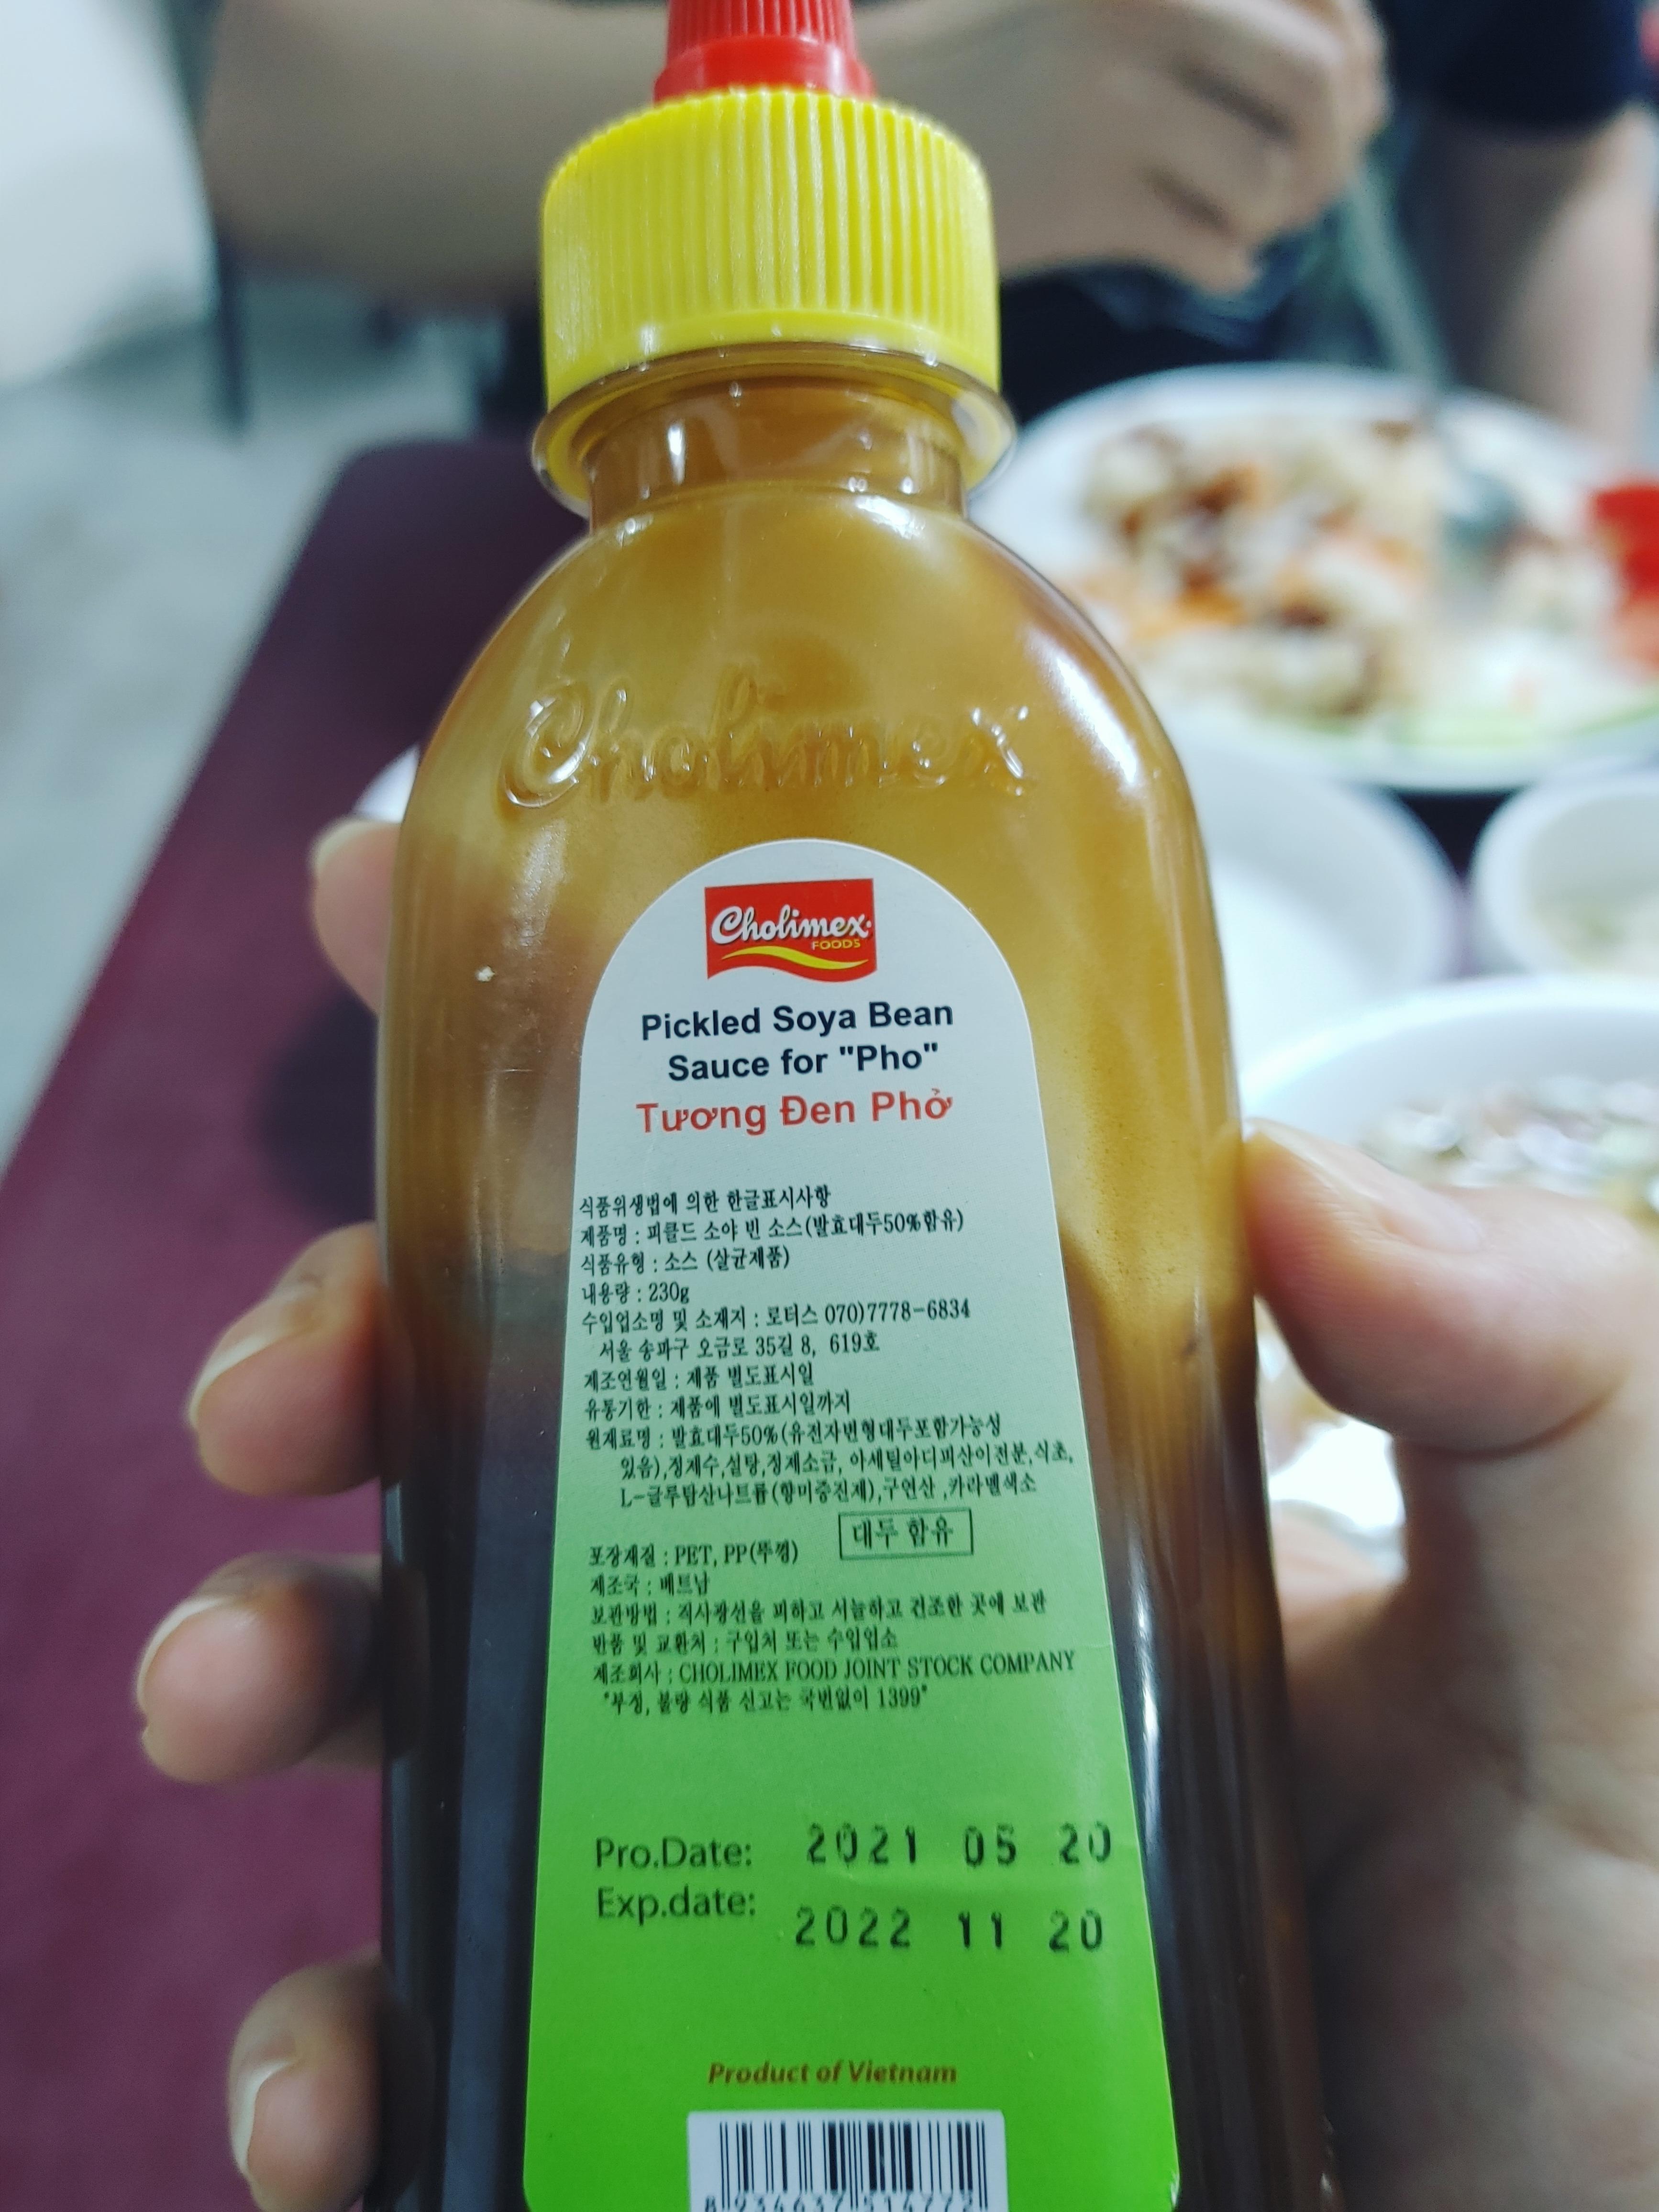 Cholimex
Cholimex
FOODS
Pickled Soya Bean
Sauce for "Pho"
Tương Đen Phở
식품위생법에 의한 한글표시사항
제품명 : 피클드 소야 빈 소스(발효대두50%함유)
식품유형 : 소스 (살균제품)
내용량 : 230g
수입업소명 및 소재지 : 로터스 070)7778-6834
서울 송파구 오금로 35길 8, 619호
제조연월일 : 제품 별도표시일
유통기한 : 제품에 별도표시일까지
원재료명 : 발효대두50%(유전자변형대두포함가능성
있음),정제수,설탕,정제소금, 아세틸아디피산이전분,식초,
L-글루탐산나트륨(향미증진제),구연산 ,카라멜색소
대두 함유
포장재질 : PET, PP(뚜껑)
제조국 : 베트남
보관방법 : 직사광선을 피하고 서늘하고 건조한 곳에 보관
반품 및 교환처 : 구입처 또는 수입업소
제조회사 : CHOLIMEX FOOD JOINT STOCK COMPANY
"부정, 불량 식품 신고는 국번없이 1399"
Pro.Date: 2021 05 20
Exp.date: 2022 11 20
Product of Vietnam
8 934637 514772